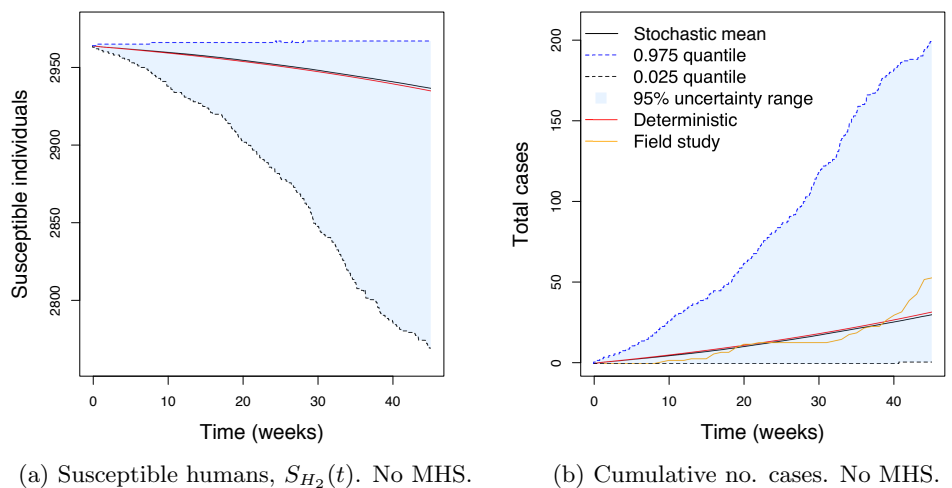 Susceptible individuals
2950
2900
2850
2800
0 10 20 30 40
Time (weeks)
(a) Susceptible humans, S_{H_2}(t). No MHS.
Total cases
200
150
100
50
0
Stochastic mean
0.975 quantile
0.025 quantile
95% uncertainty range
Deterministic
Field study
0 10 20 30 40
Time (weeks)
(b) Cumulative no. cases. No MHS.